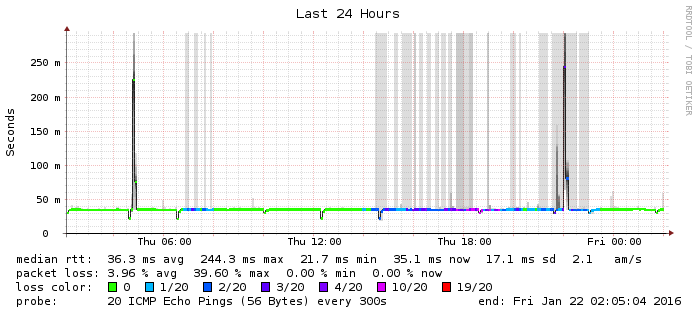 Last 24 Hours
RRDTOOL / TOBI OETIKER
Seconds
250 m
200 m
150 m
100 m
50 m
0
Thu 06:00 Thu 12:00 Thu 18:00 Fri 00:00
median rtt: 36.3 ms avg 244.3 ms max 21.7 ms min 35.1 ms now 17.1 ms sd 2.1 am/s
packet loss: 3.96 % avg 39.60 % max 0.00 % min 0.00 % now
loss color: 0 1/20 2/20 3/20 4/20 10/20 19/20
probe: 20 ICMP Echo Pings (56 Bytes) every 300s end: Fri Jan 22 02:05:04 2016